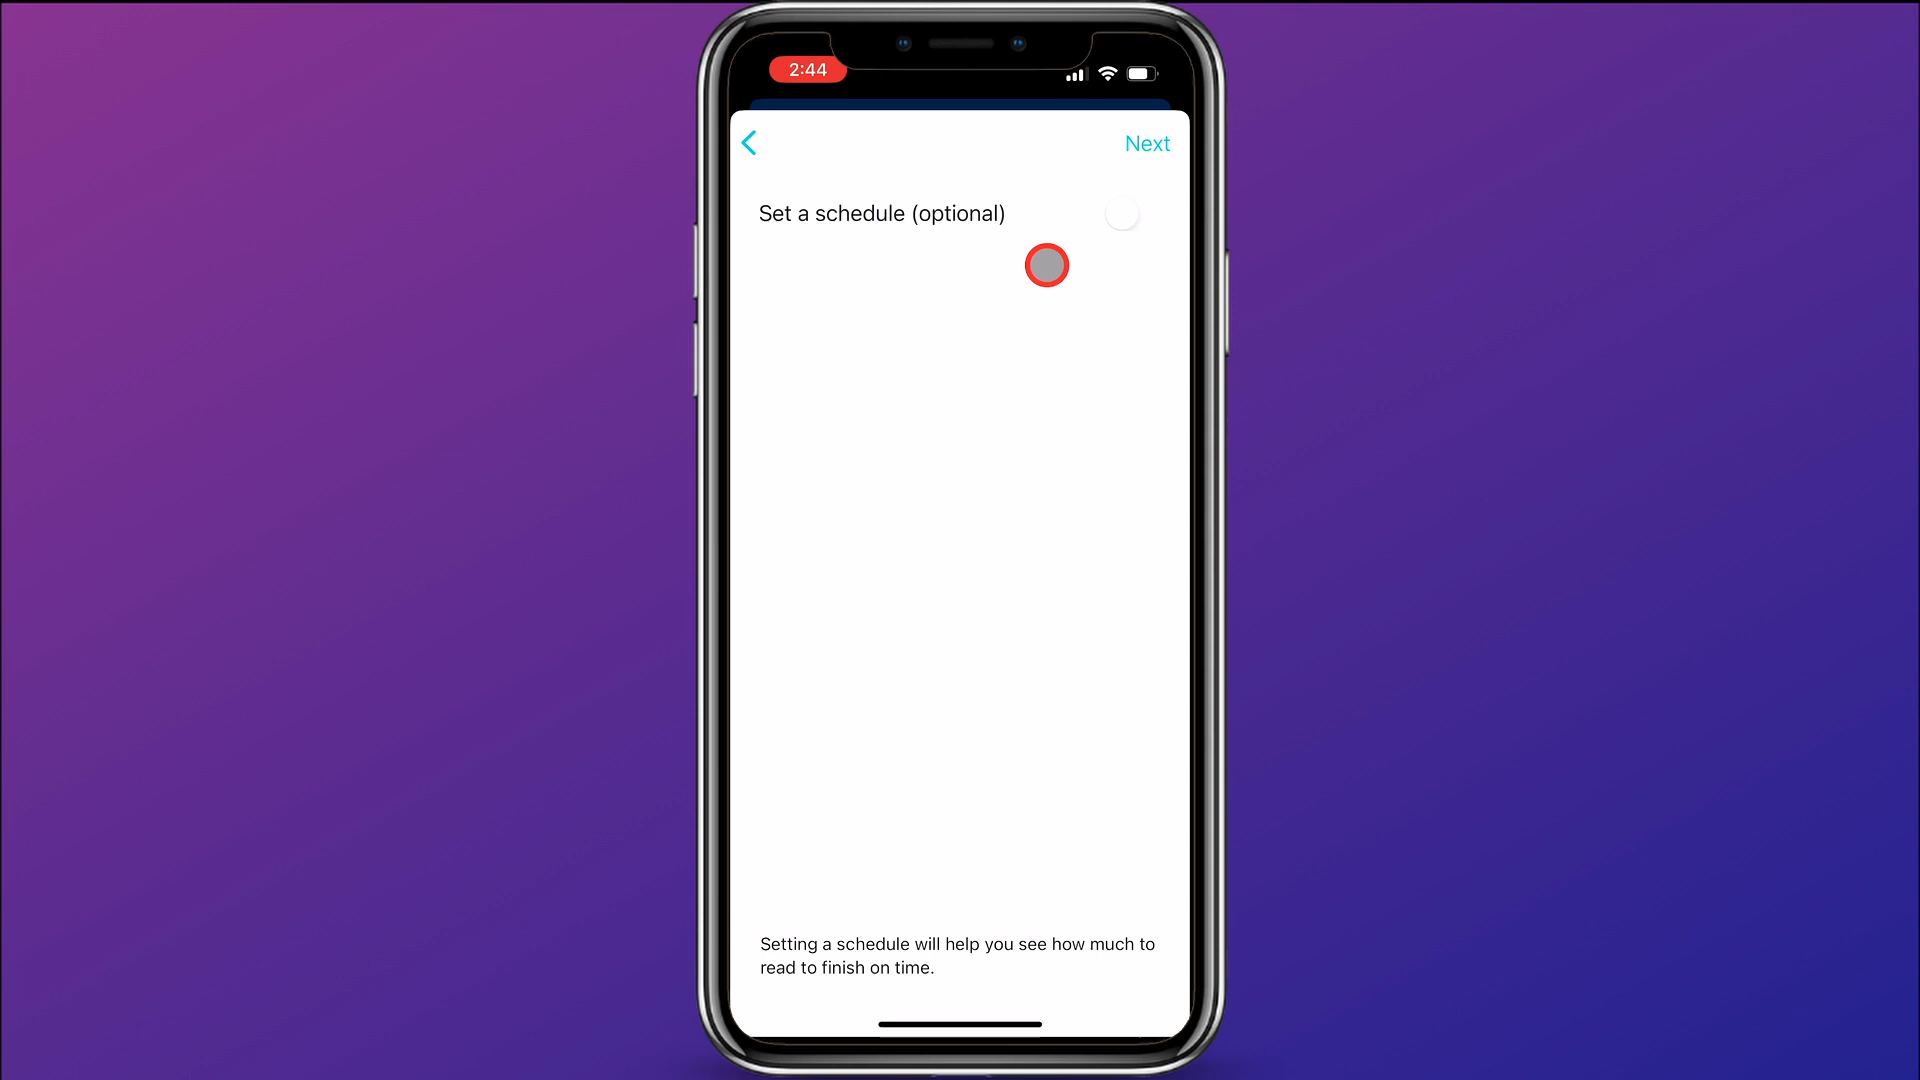 2:44
Next
Set a schedule (optional)
Setting a schedule will help you see how much to
read to finish on time.